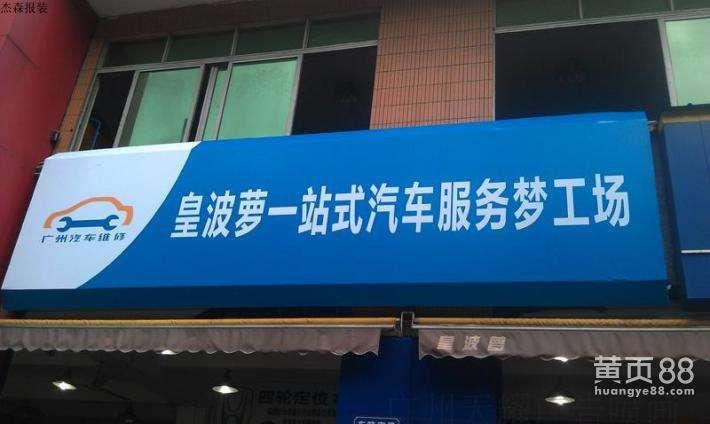 杰森报装
皇波萝一站式汽车服务梦工场
广州汽车维修
皇波萝
四轮定位
黄页88
huangye88.com